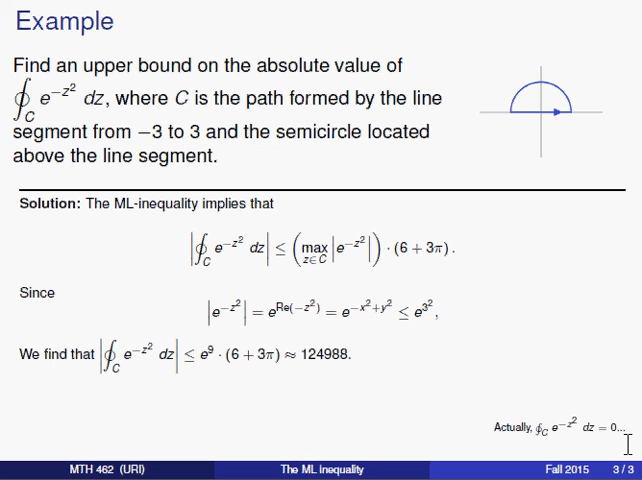 Example
Find an upper bound on the absolute value of
∮_C e^{−z²} dz, where C is the path formed by the line
segment from −3 to 3 and the semicircle located
above the line segment.
Solution: The ML-inequality implies that
|∮_C e^{−z²} dz| ≤ (max_{z∈C} |e^{−z²}|) · (6 + 3π).
Since
|e^{−z²}| = e^{Re(−z²)} = e^{−x²+y²} ≤ e^{3²},
We find that |∮_C e^{−z²} dz| ≤ e⁹ · (6 + 3π) ≈ 124988.
Actually, ∮_C e^{−z²} dz = 0...
MTH 462 (URI) The ML Inequality Fall 2015 3 / 3